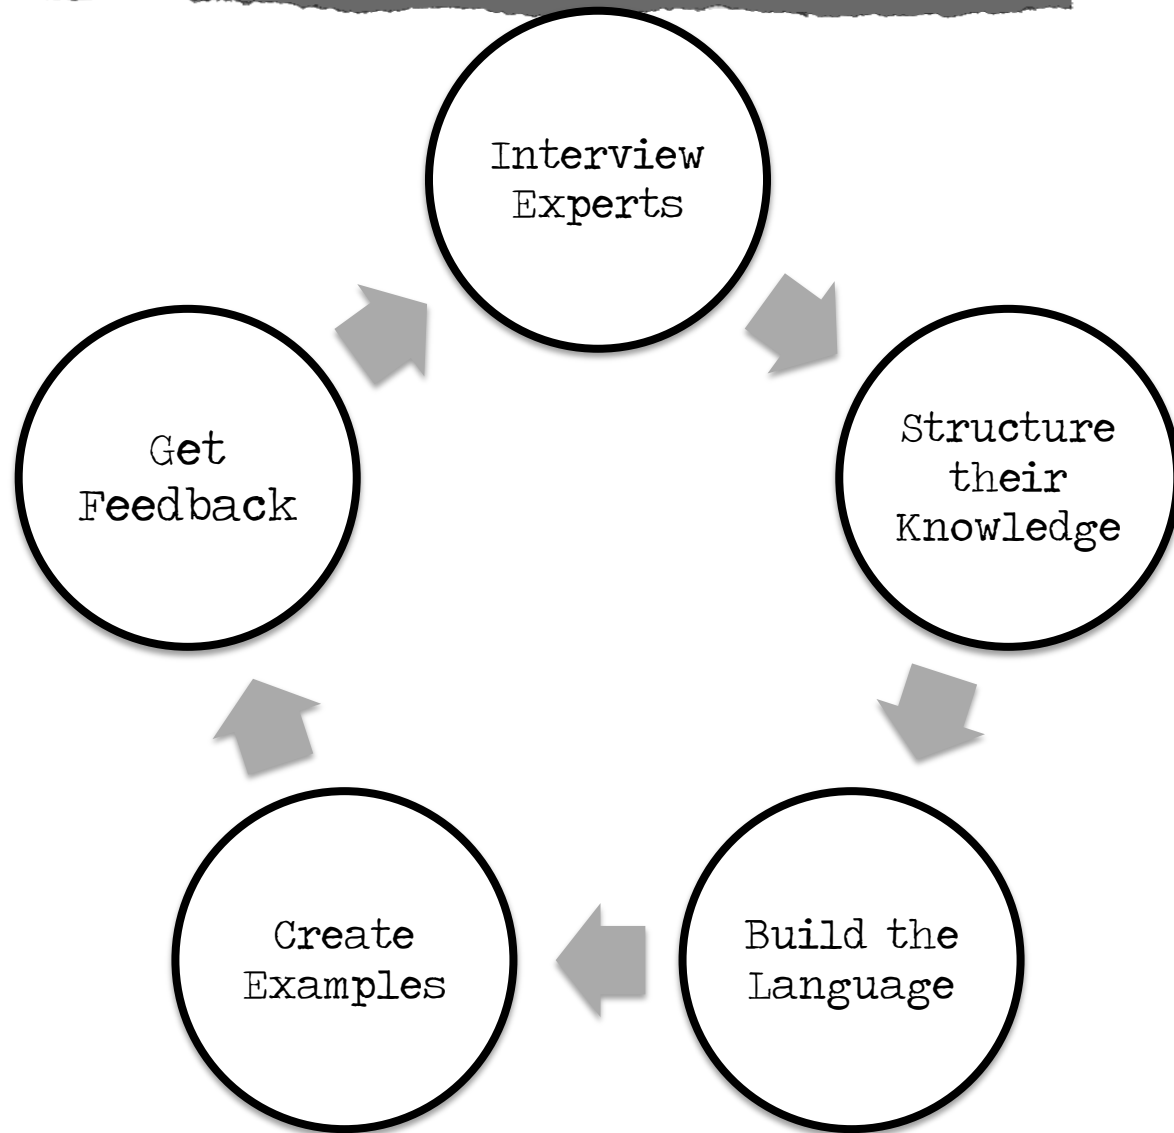 Interview
Experts
Structure
their
Knowledge
Build the
Language
Create
Examples
Get
Feedback